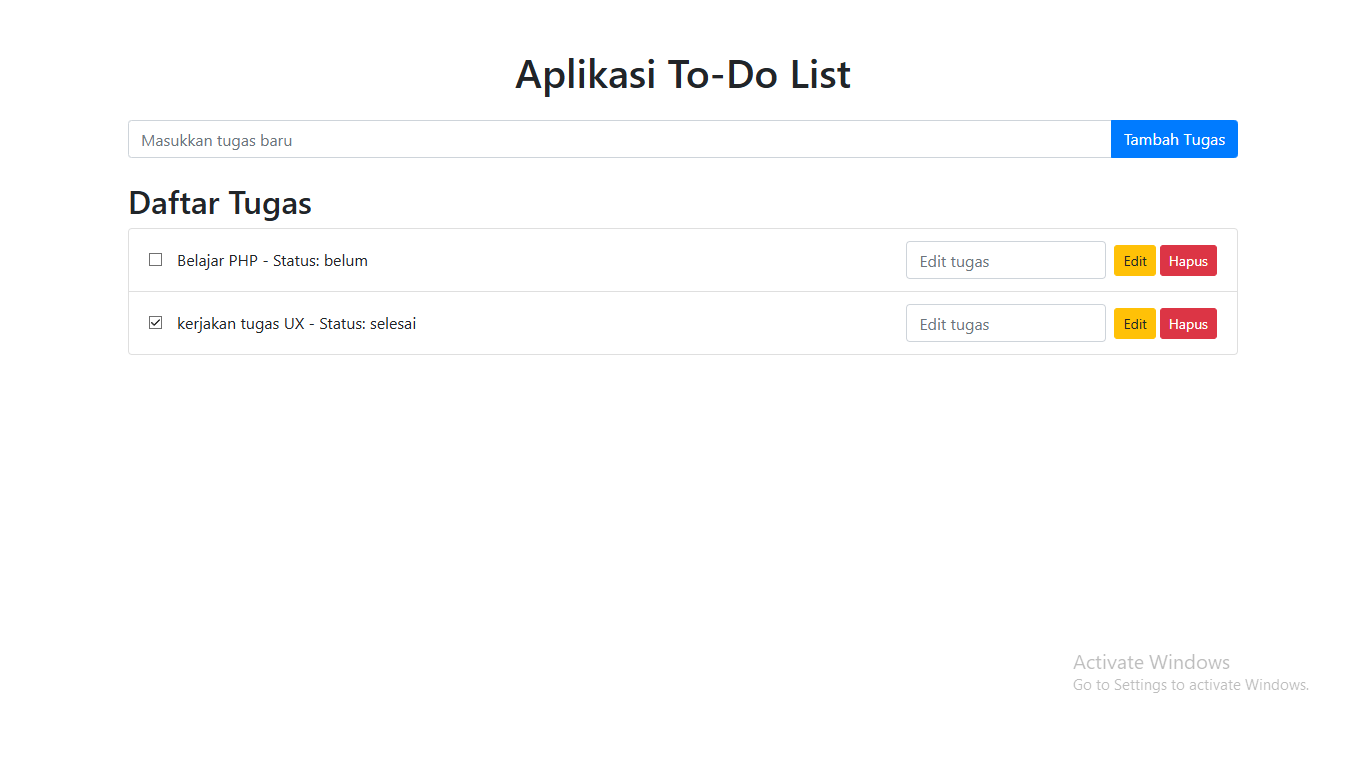 Aplikasi To-Do List
Masukkan tugas baru Tambah Tugas
Daftar Tugas
Belajar PHP - Status: belum Edit tugas Edit Hapus
kerjakan tugas UX - Status: selesai Edit tugas Edit Hapus
Activate Windows
Go to Settings to activate Windows.